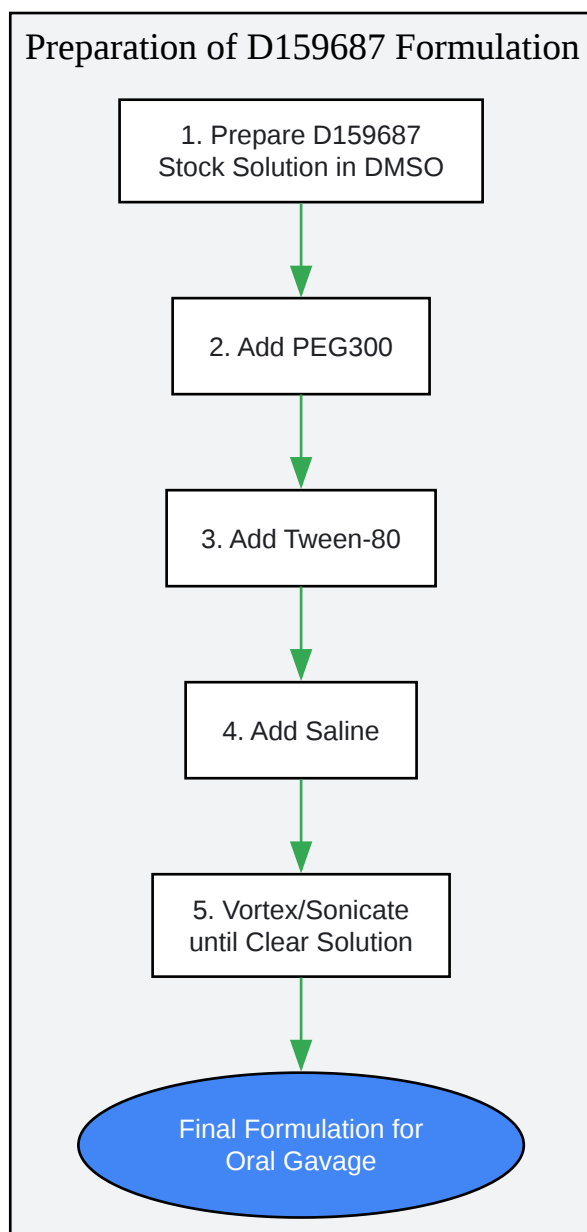 Preparation of D159687 Formulation
1. Prepare D159687
Stock Solution in DMSO
2. Add PEG300
3. Add Tween-80
4. Add Saline
5. Vortex/Sonicate
until Clear Solution
Final Formulation for
Oral Gavage